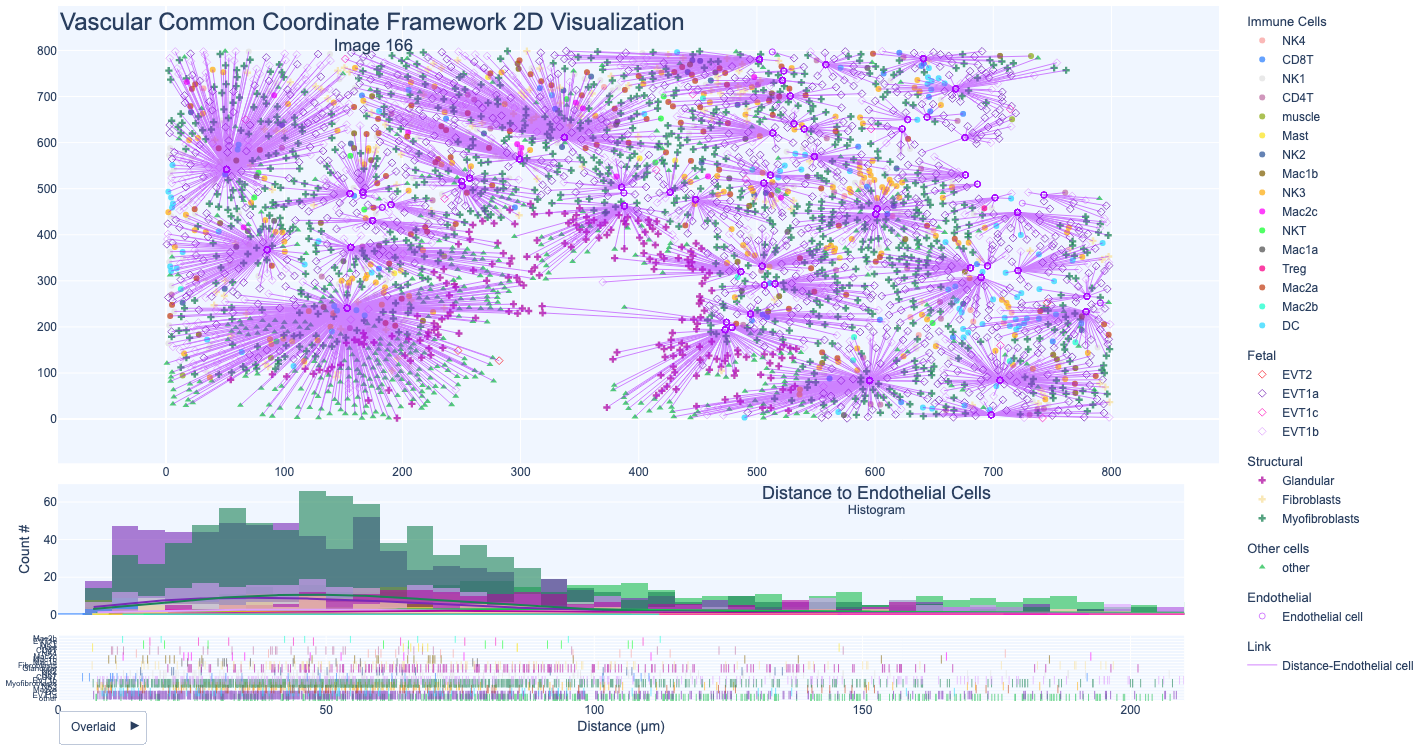 Vascular Common Coordinate Framework 2D Visualization
Image 166
800
700
600
500
400
300
200
100
0
0 100 200 300 400 500 600 700 800
Immune Cells
NK4
CD8T
NK1
CD4T
muscle
Mast
NK2
Mac1b
NK3
Mac2c
NKT
Mac1a
Treg
Mac2a
Mac2b
DC
Fetal
EVT2
EVT1a
EVT1c
EVT1b
Structural
Glandular
Fibroblasts
Myofibroblasts
Other cells
other
Endothelial
Endothelial cell
Link
Distance-Endothelial cell
Distance to Endothelial Cells
Histogram
Count #
60
40
20
0
Mac2b
Myofibroblasts
0 50 100 150 200
Distance (μm)
Overlaid ►